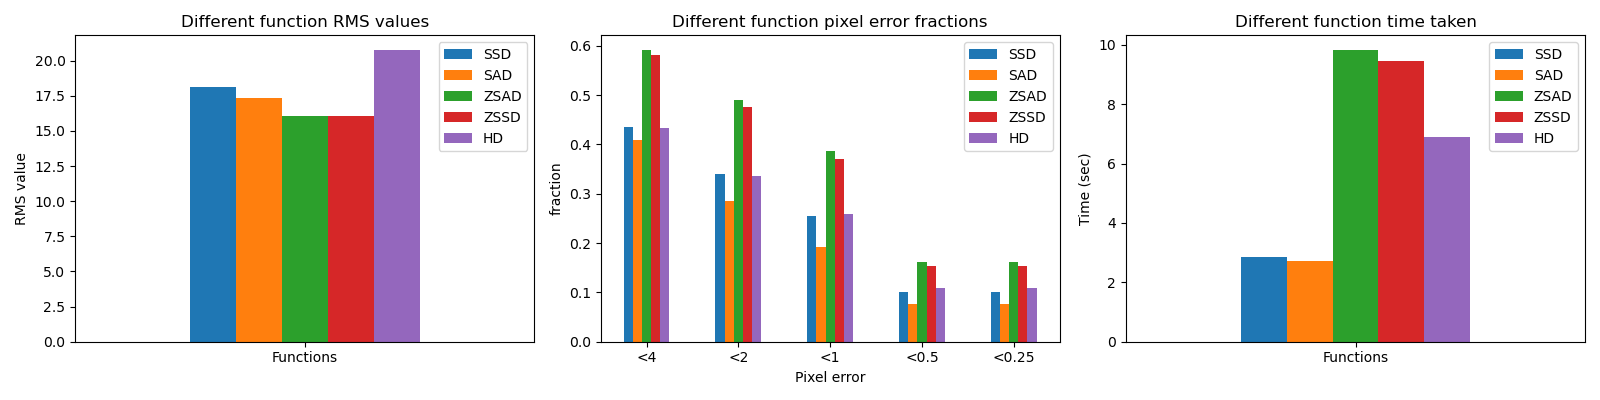 Different function RMS values
RMS value
20.0
17.5
15.0
12.5
10.0
7.5
5.0
2.5
0.0
Functions
SSD
SAD
ZSAD
ZSSD
HD
Different function pixel error fractions
fraction
0.6
0.5
0.4
0.3
0.2
0.1
0.0
<4
<2
<1
<0.5
<0.25
Pixel error
SSD
SAD
ZSAD
ZSSD
HD
Different function time taken
Time (sec)
10
8
6
4
2
0
Functions
SSD
SAD
ZSAD
ZSSD
HD